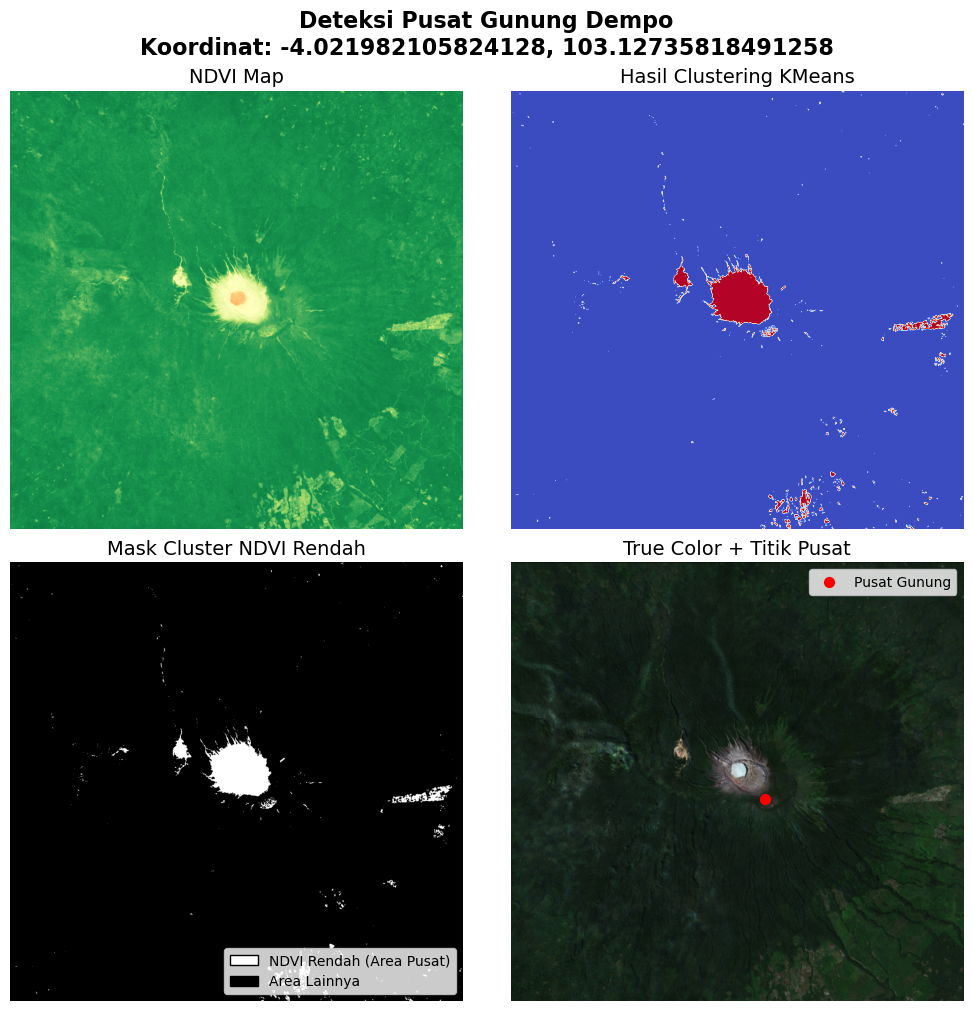 Deteksi Pusat Gunung Dempo
Koordinat: -4.021982105824128, 103.12735818491258
NDVI Map
Hasil Clustering KMeans
Mask Cluster NDVI Rendah
True Color + Titik Pusat
Pusat Gunung
NDVI Rendah (Area Pusat)
Area Lainnya